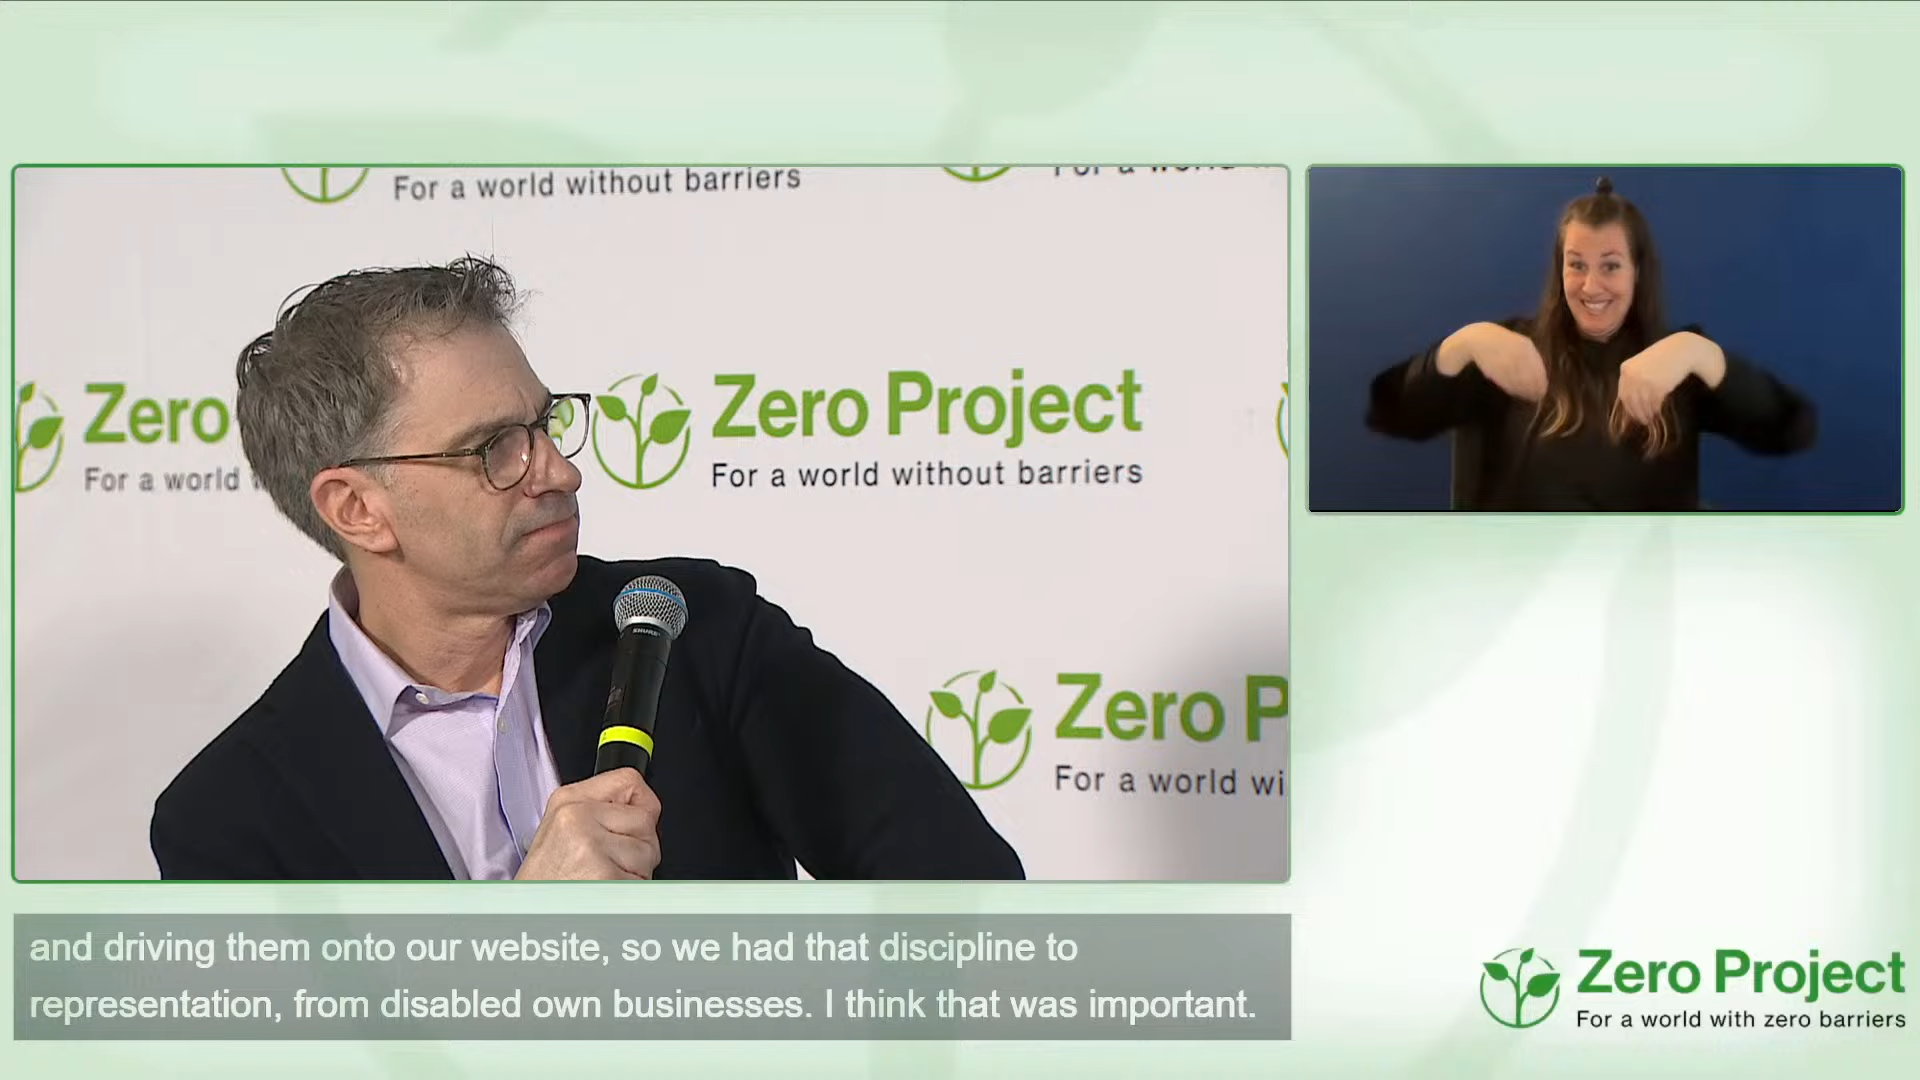 For a world without barriers
Zero
For a world
Zero Project
For a world without barriers
Zero P
For a world wi
SHURE
and driving them onto our website, so we had that discipline to
representation, from disabled own businesses. I think that was important.
Zero Project
For a world with zero barriers